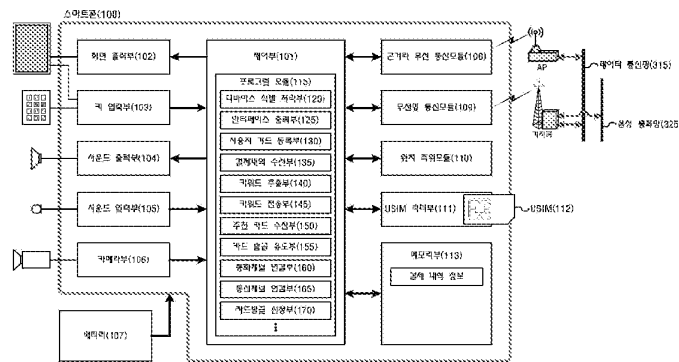 스마트폰(100)
화면 출력부(102)
키 입력부(103)
사운드 출력부(104)
사운드 입력부(105)
카메라부(106)
배터리(107)
제어부(101)
프로그램 모듈(115)
디바이스 식별 처리부(120)
인터페이스 출력부(125)
사용자 카드 등록부(130)
결제내역 수신부(135)
키워드 추출부(140)
키워드 전송부(145)
추천 카드 수신부(150)
카드 발급 유도부(155)
통화채널 연결부(160)
통신채널 연결부(165)
카드발급 신청부(170)
근거리 무선 통신모듈(108)
무선망 통신모듈(109)
위치 측위모듈(110)
USIM 리더부(111)
USIM(112)
메모리부(113)
결제 내역 정보
AP
기지국
데이터 통신망(315)
음성 통화망(325)